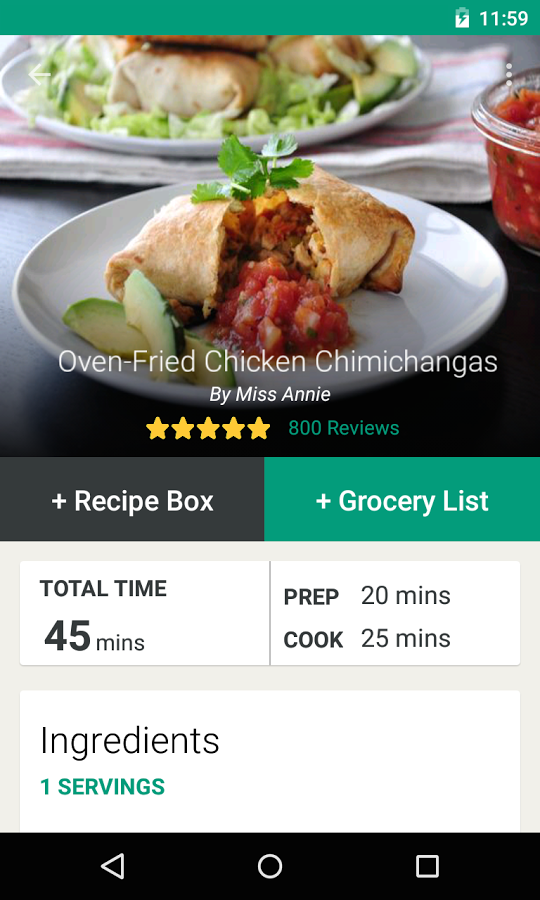 11:59
Oven-Fried Chicken Chimichangas
By Miss Annie
800 Reviews
+ Recipe Box
+ Grocery List
TOTAL TIME
45 mins
PREP 20 mins
COOK 25 mins
Ingredients
1 SERVINGS